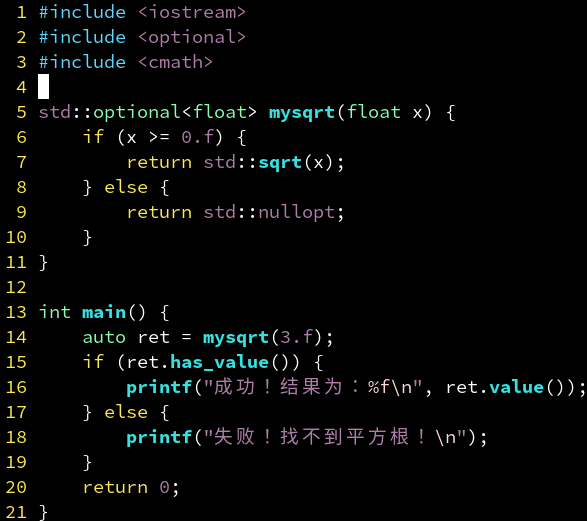 1 #include <iostream>
2 #include <optional>
3 #include <cmath>
4
5 std::optional<float> mysqrt(float x) {
6     if (x >= 0.f) {
7         return std::sqrt(x);
8     } else {
9         return std::nullopt;
10     }
11 }
12
13 int main() {
14     auto ret = mysqrt(3.f);
15     if (ret.has_value()) {
16         printf("成功！结果为：%f\n", ret.value());
17     } else {
18         printf("失败！找不到平方根！\n");
19     }
20     return 0;
21 }